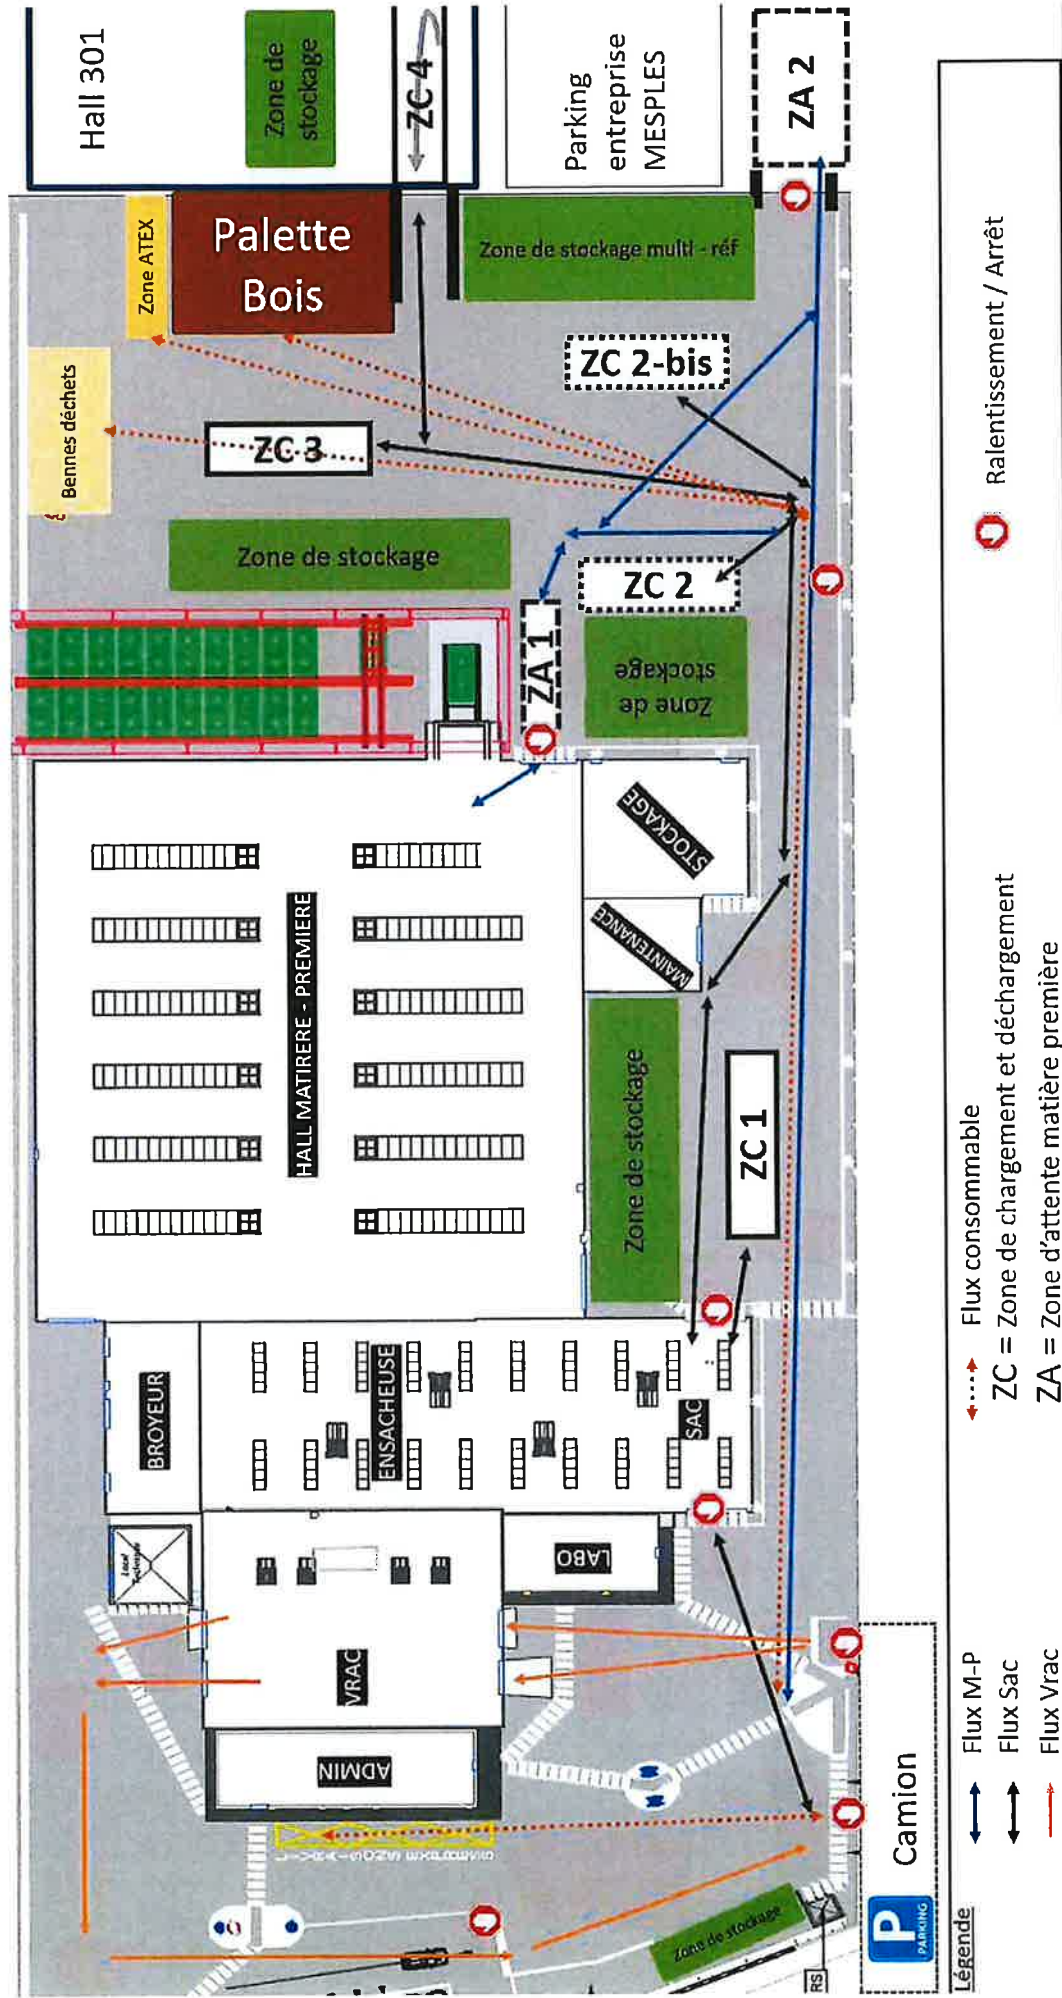 Hall 301
Zone de
stockage
ZC 4
Parking
entreprise
MESPLES
ZA 2
Zone ATEX
Palette
Bois
Zone de stockage multi - réf
Bennes déchets
ZC 3
ZC 2-bis
Zone de stockage
ZC 2
ZA 1
Zone de
stockage
STOCKAGE
MAINTENANCE
HALL MATIRERE - PREMIERE
Zone de stockage
ZC 1
BROYEUR
ENSACHEUSE
SAC
Local
Technique
LABO
VRAC
ADMIN
Zone de stockage
RS
P
PARKING
Camion
Légende
Flux M-P
Flux Sac
Flux Vrac
Flux consommable
ZC = Zone de chargement et déchargement
ZA = Zone d'attente matière première
Ralentissement / Arrêt